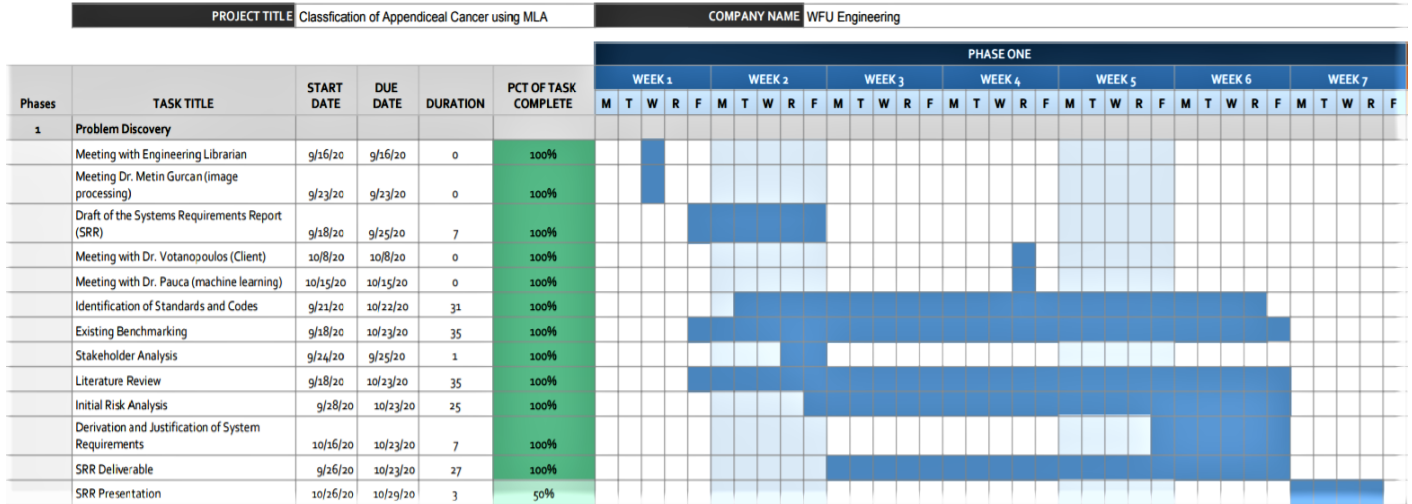 PROJECT TITLE Classfication of Appendiceal Cancer using MLA COMPANY NAME WFU Engineering
PHASE ONE
WEEK 1 WEEK 2 WEEK 3 WEEK 4 WEEK 5 WEEK 6 WEEK 7
Phases TASK TITLE START DATE DUE DATE DURATION PCT OF TASK COMPLETE M T W R F M T W R F M T W R F M T W R F M T W R F M T W R F M T W R F
1 Problem Discovery
Meeting with Engineering Librarian 9/16/20 9/16/20 0 100%
Meeting Dr. Metin Gurcan (image
processing) 9/23/20 9/23/20 0 100%
Draft of the Systems Requirements Report
(SRR) 9/18/20 9/25/20 7 100%
Meeting with Dr. Votanopoulos (Client) 10/8/20 10/8/20 0 100%
Meeting with Dr. Pauca (machine learning) 10/15/20 10/15/20 0 100%
Identification of Standards and Codes 9/21/20 10/22/20 31 100%
Existing Benchmarking 9/18/20 10/23/20 35 100%
Stakeholder Analysis 9/24/20 9/25/20 1 100%
Literature Review 9/18/20 10/23/20 35 100%
Initial Risk Analysis 9/28/20 10/23/20 25 100%
Derivation and Justification of System
Requirements 10/16/20 10/23/20 7 100%
SRR Deliverable 9/26/20 10/23/20 27 100%
SRR Presentation 10/26/20 10/29/20 3 50%